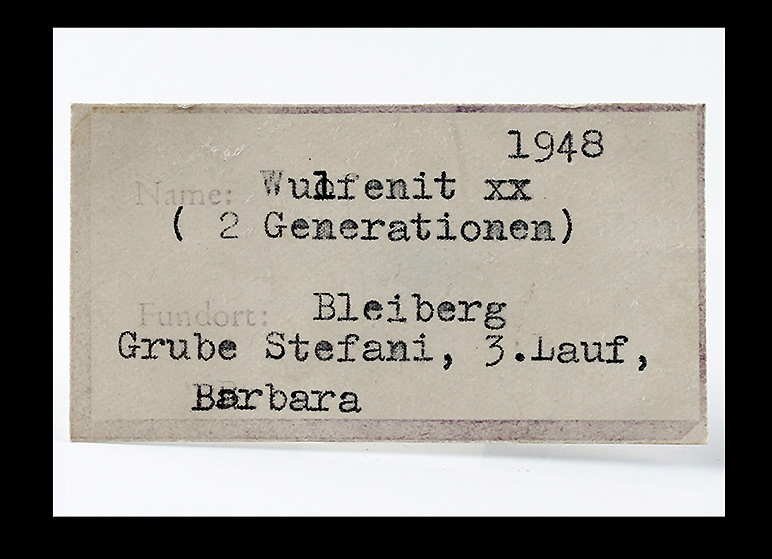 1948
Name: Wulfenit xx
( 2 Generationen)
Fundort: Bleiberg
Grube Stefani, 3.Lauf,
Barbara